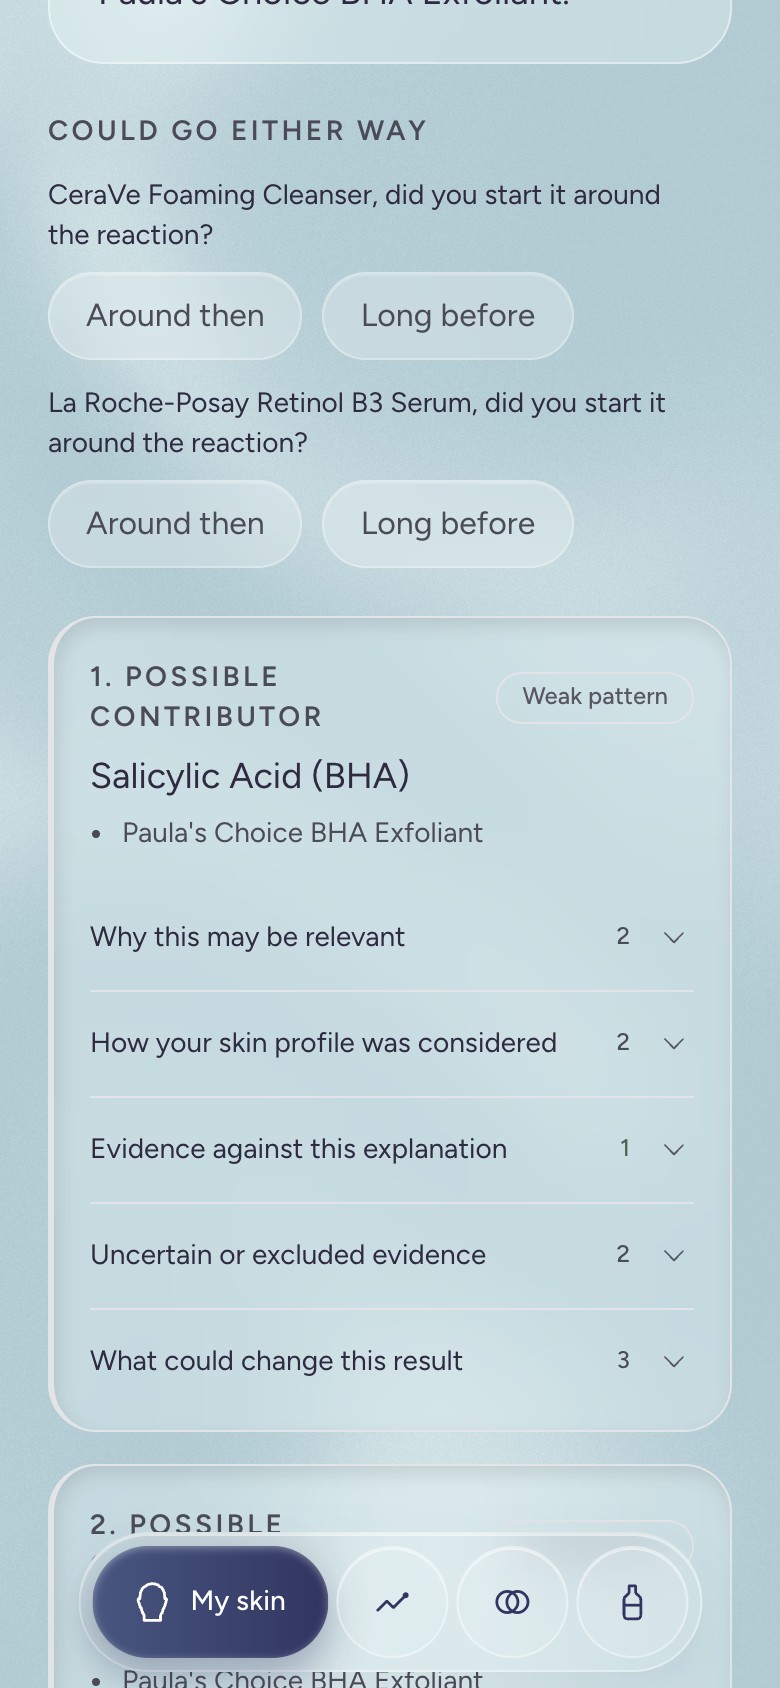 Paula's Choice BHA Exfoliant.
COULD GO EITHER WAY
CeraVe Foaming Cleanser, did you start it around
the reaction?
Around then
Long before
La Roche-Posay Retinol B3 Serum, did you start it
around the reaction?
Around then
Long before
1. POSSIBLE
CONTRIBUTOR
Weak pattern
Salicylic Acid (BHA)
• Paula's Choice BHA Exfoliant
Why this may be relevant 2
How your skin profile was considered 2
Evidence against this explanation 1
Uncertain or excluded evidence 2
What could change this result 3
2. POSSIBLE
My skin
• Paula's Choice BHA Exfoliant